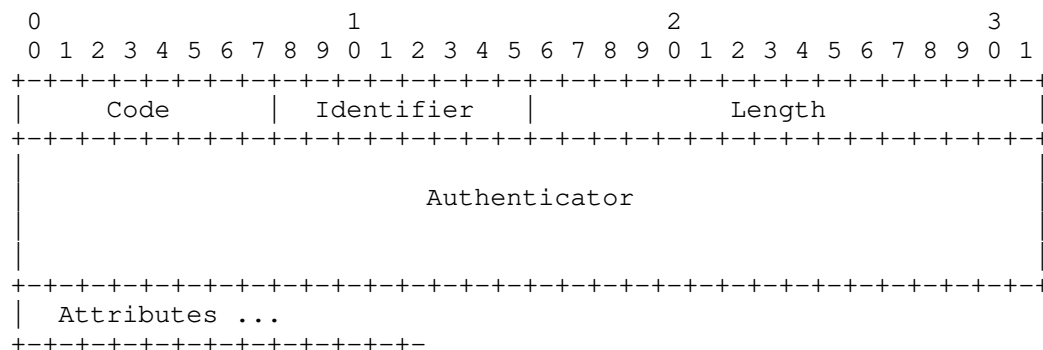 0                   1                   2                   3
 0 1 2 3 4 5 6 7 8 9 0 1 2 3 4 5 6 7 8 9 0 1 2 3 4 5 6 7 8 9 0 1
+-+-+-+-+-+-+-+-+-+-+-+-+-+-+-+-+-+-+-+-+-+-+-+-+-+-+-+-+-+-+-+-+
|     Code      |  Identifier   |            Length             |
+-+-+-+-+-+-+-+-+-+-+-+-+-+-+-+-+-+-+-+-+-+-+-+-+-+-+-+-+-+-+-+-+
|                                                               |
|                         Authenticator                         |
|                                                               |
|                                                               |
+-+-+-+-+-+-+-+-+-+-+-+-+-+-+-+-+-+-+-+-+-+-+-+-+-+-+-+-+-+-+-+-+
|  Attributes ...
+-+-+-+-+-+-+-+-+-+-+-+-+-